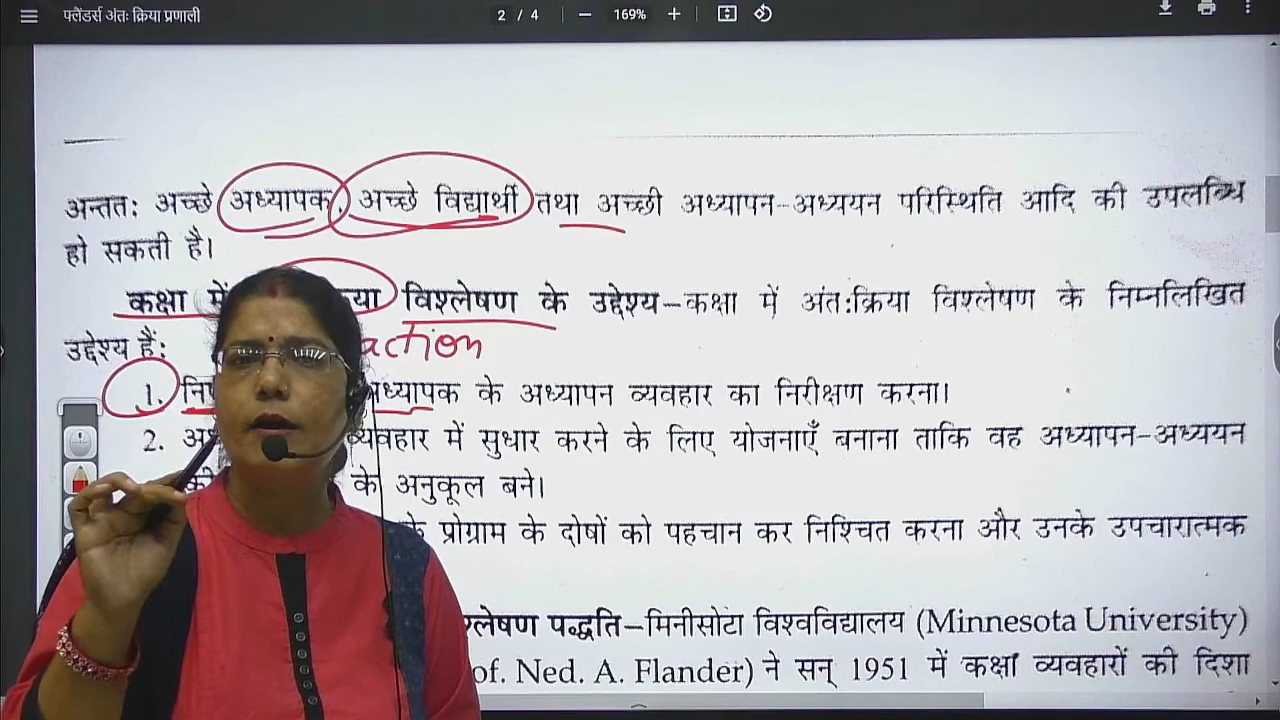 फ्लैंडर्स अंतः क्रिया प्रणाली
2 / 4 169%
अन्ततः अच्छे अध्यापक, अच्छे विद्यार्थी तथा अच्छी अध्यापन-अध्ययन परिस्थिति आदि की उपलब्धि
हो सकती है।
कक्षा में क्रिया विश्लेषण के उद्देश्य–कक्षा में अंतःक्रिया विश्लेषण के निम्नलिखित
उद्देश्य हैं: action
1. अध्यापक के अध्यापन व्यवहार का निरीक्षण करना।
2. व्यवहार में सुधार करने के लिए योजनाएँ बनाना ताकि वह अध्यापन-अध्ययन
की के अनुकूल बने।
के प्रोग्राम के दोषों को पहचान कर निश्चित करना और उनके उपचारात्मक
श्लेषण पद्धति–मिनीसोटा विश्वविद्यालय (Minnesota University)
of. Ned. A. Flander) ने सन् 1951 में कक्षा व्यवहारों की दिशा